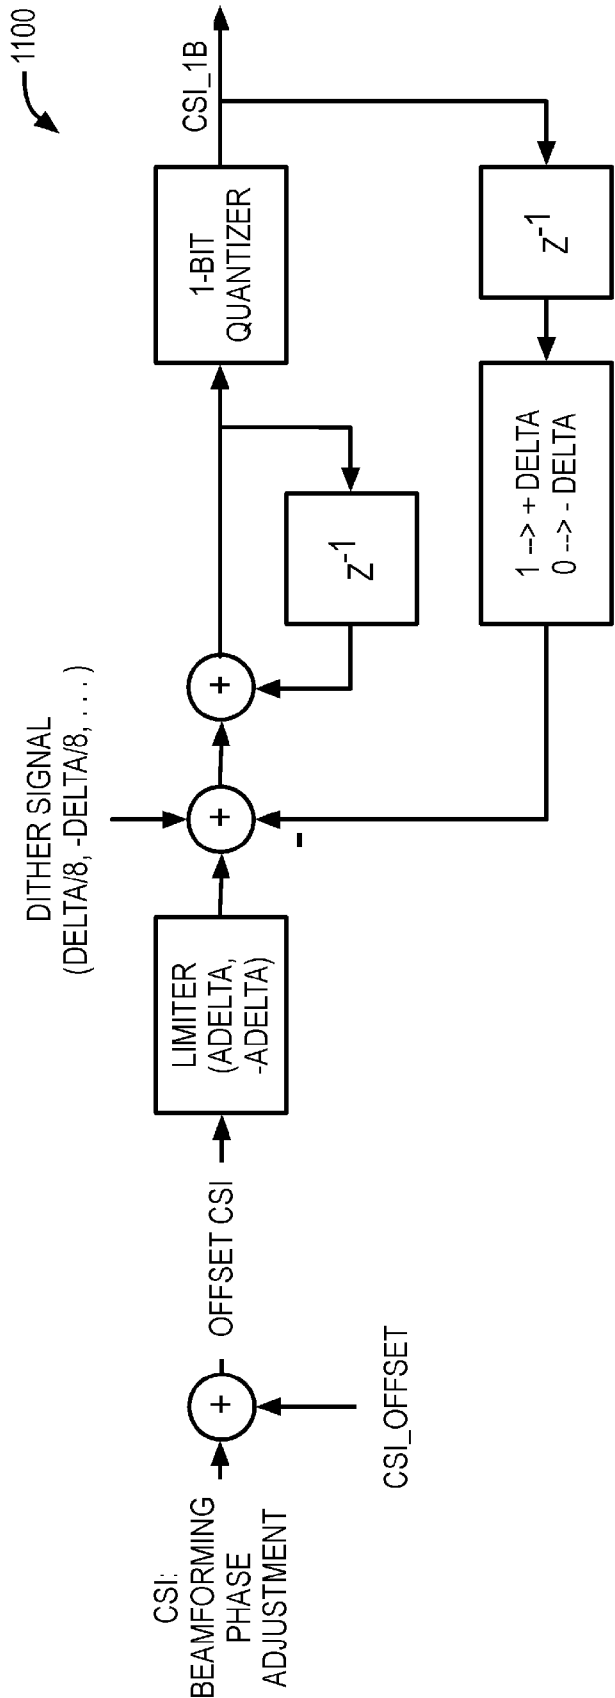 1100
CSI:
BEAMFORMING
PHASE
ADJUSTMENT
+
CSI_OFFSET
OFFSET CSI
LIMITER
(ADELTA,
-ADELTA)
DITHER SIGNAL
(DELTA/8, -DELTA/8, . . . )
+
-
+
z-1
1-BIT
QUANTIZER
CSI_1B
z-1
1 --> + DELTA
0 --> - DELTA